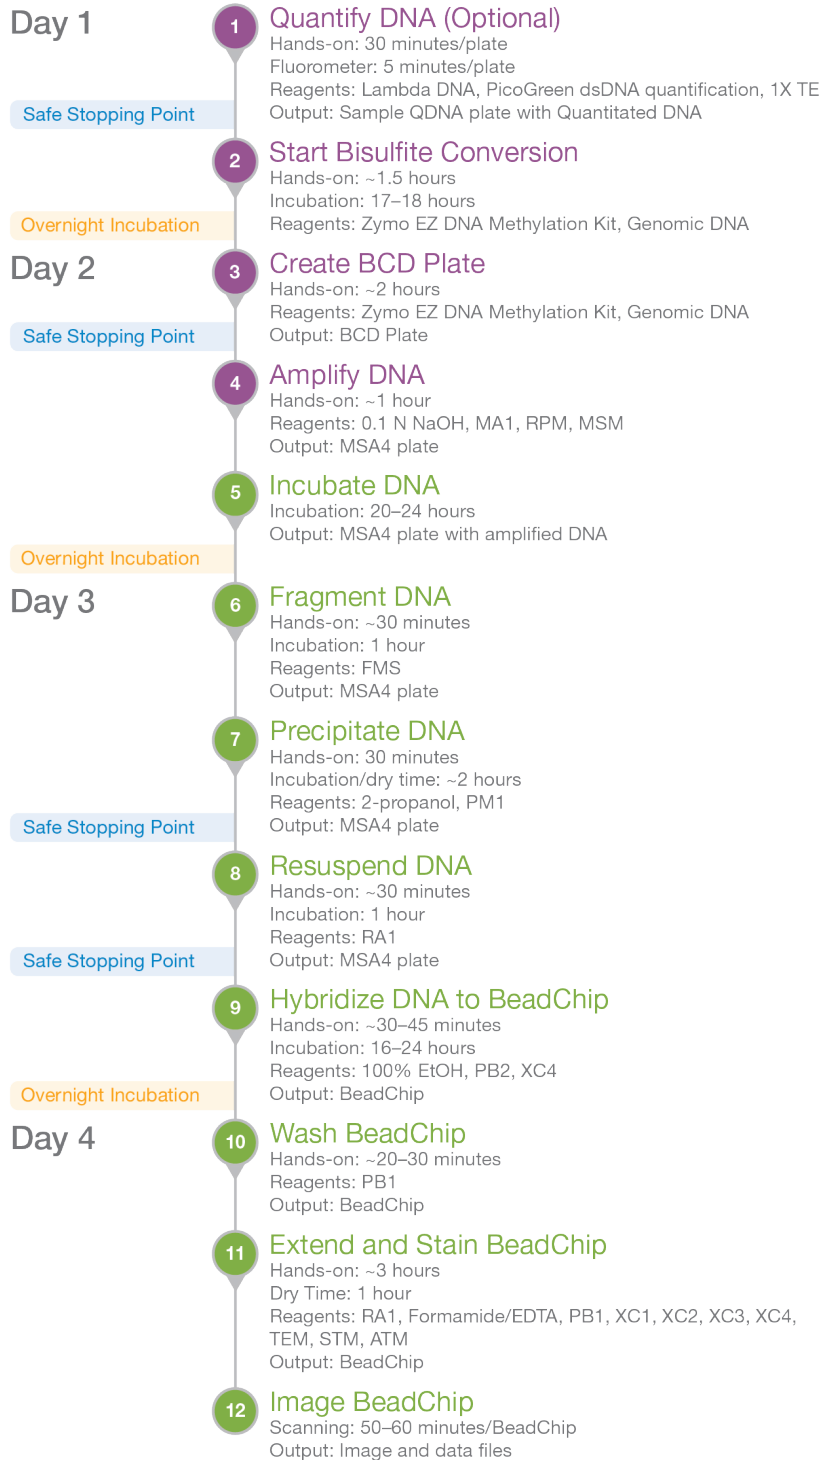 Day 1
1
Quantify DNA (Optional)
Hands-on: 30 minutes/plate
Fluorometer: 5 minutes/plate
Reagents: Lambda DNA, PicoGreen dsDNA quantification, 1X TE
Safe Stopping Point
Output: Sample QDNA plate with Quantitated DNA
2
Start Bisulfite Conversion
Hands-on: ~1.5 hours
Incubation: 17–18 hours
Overnight Incubation
Reagents: Zymo EZ DNA Methylation Kit, Genomic DNA
Day 2
3
Create BCD Plate
Hands-on: ~2 hours
Reagents: Zymo EZ DNA Methylation Kit, Genomic DNA
Safe Stopping Point
Output: BCD Plate
4
Amplify DNA
Hands-on: ~1 hour
Reagents: 0.1 N NaOH, MA1, RPM, MSM
Output: MSA4 plate
5
Incubate DNA
Incubation: 20–24 hours
Output: MSA4 plate with amplified DNA
Overnight Incubation
Day 3
6
Fragment DNA
Hands-on: ~30 minutes
Incubation: 1 hour
Reagents: FMS
Output: MSA4 plate
7
Precipitate DNA
Hands-on: 30 minutes
Incubation/dry time: ~2 hours
Reagents: 2-propanol, PM1
Safe Stopping Point
Output: MSA4 plate
8
Resuspend DNA
Hands-on: ~30 minutes
Incubation: 1 hour
Reagents: RA1
Safe Stopping Point
Output: MSA4 plate
9
Hybridize DNA to BeadChip
Hands-on: ~30–45 minutes
Incubation: 16–24 hours
Reagents: 100% EtOH, PB2, XC4
Overnight Incubation
Output: BeadChip
Day 4
10
Wash BeadChip
Hands-on: ~20–30 minutes
Reagents: PB1
Output: BeadChip
11
Extend and Stain BeadChip
Hands-on: ~3 hours
Dry Time: 1 hour
Reagents: RA1, Formamide/EDTA, PB1, XC1, XC2, XC3, XC4,
TEM, STM, ATM
Output: BeadChip
12
Image BeadChip
Scanning: 50–60 minutes/BeadChip
Output: Image and data files